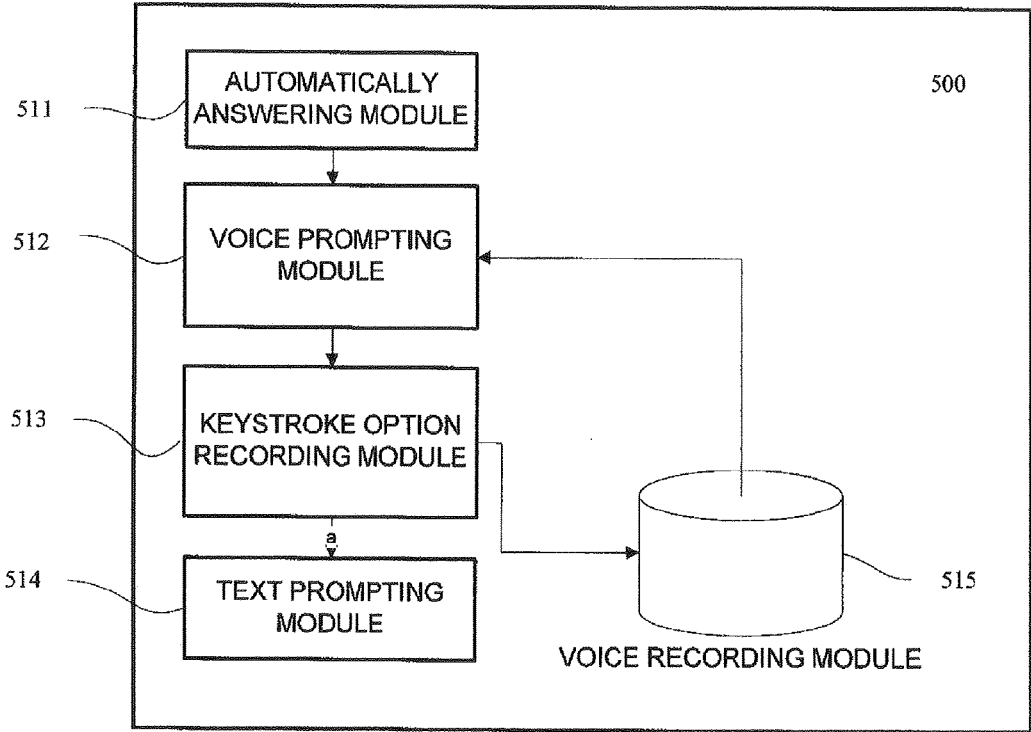 500
AUTOMATICALLY
ANSWERING MODULE
511
VOICE PROMPTING
MODULE
512
KEYSTROKE OPTION
RECORDING MODULE
513
a
TEXT PROMPTING
MODULE
514
515
VOICE RECORDING MODULE